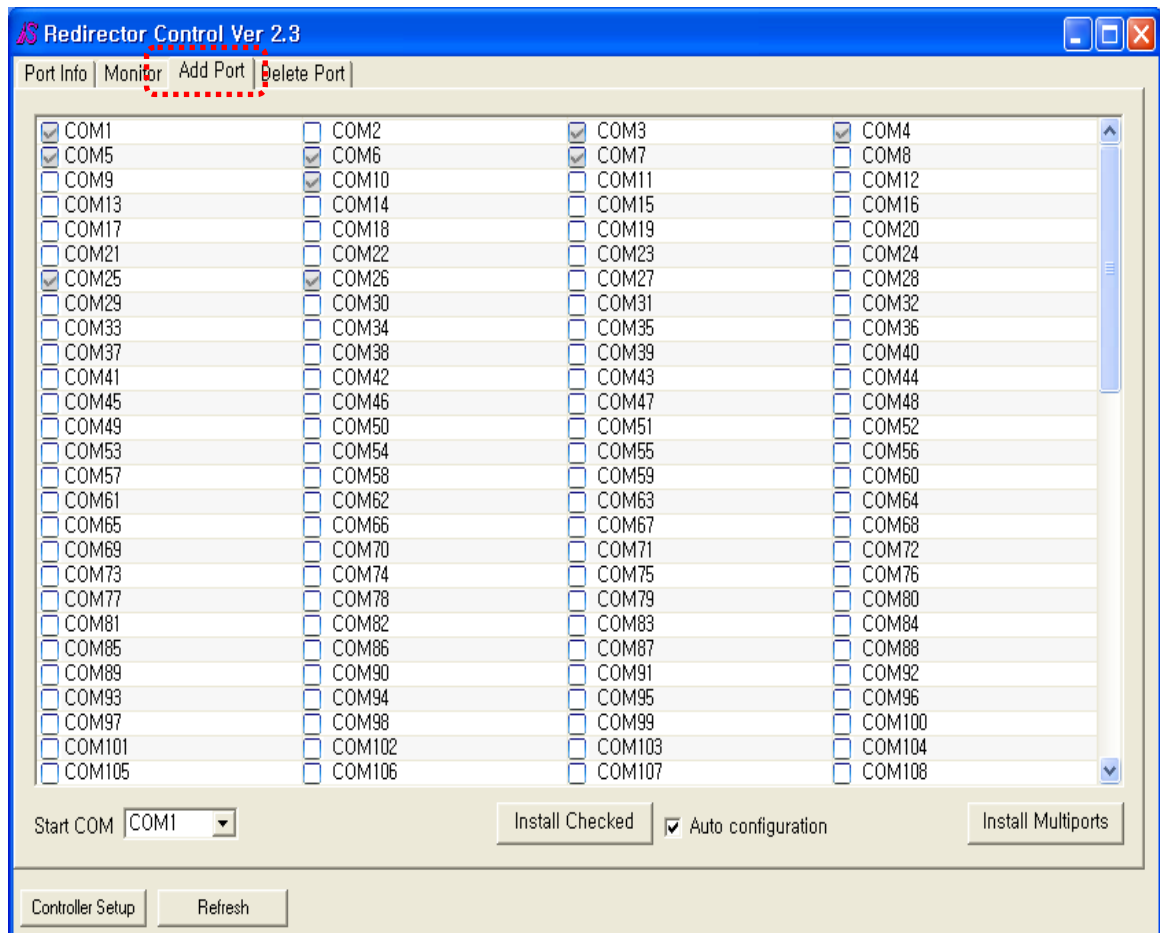 Redirector Control Ver 2.3
Port Info Monitor Add Port Delete Port
COM1 COM2 COM3 COM4
COM5 COM6 COM7 COM8
COM9 COM10 COM11 COM12
COM13 COM14 COM15 COM16
COM17 COM18 COM19 COM20
COM21 COM22 COM23 COM24
COM25 COM26 COM27 COM28
COM29 COM30 COM31 COM32
COM33 COM34 COM35 COM36
COM37 COM38 COM39 COM40
COM41 COM42 COM43 COM44
COM45 COM46 COM47 COM48
COM49 COM50 COM51 COM52
COM53 COM54 COM55 COM56
COM57 COM58 COM59 COM60
COM61 COM62 COM63 COM64
COM65 COM66 COM67 COM68
COM69 COM70 COM71 COM72
COM73 COM74 COM75 COM76
COM77 COM78 COM79 COM80
COM81 COM82 COM83 COM84
COM85 COM86 COM87 COM88
COM89 COM90 COM91 COM92
COM93 COM94 COM95 COM96
COM97 COM98 COM99 COM100
COM101 COM102 COM103 COM104
COM105 COM106 COM107 COM108
Start COM COM1 Install Checked Auto configuration Install Multiports
Controller Setup Refresh